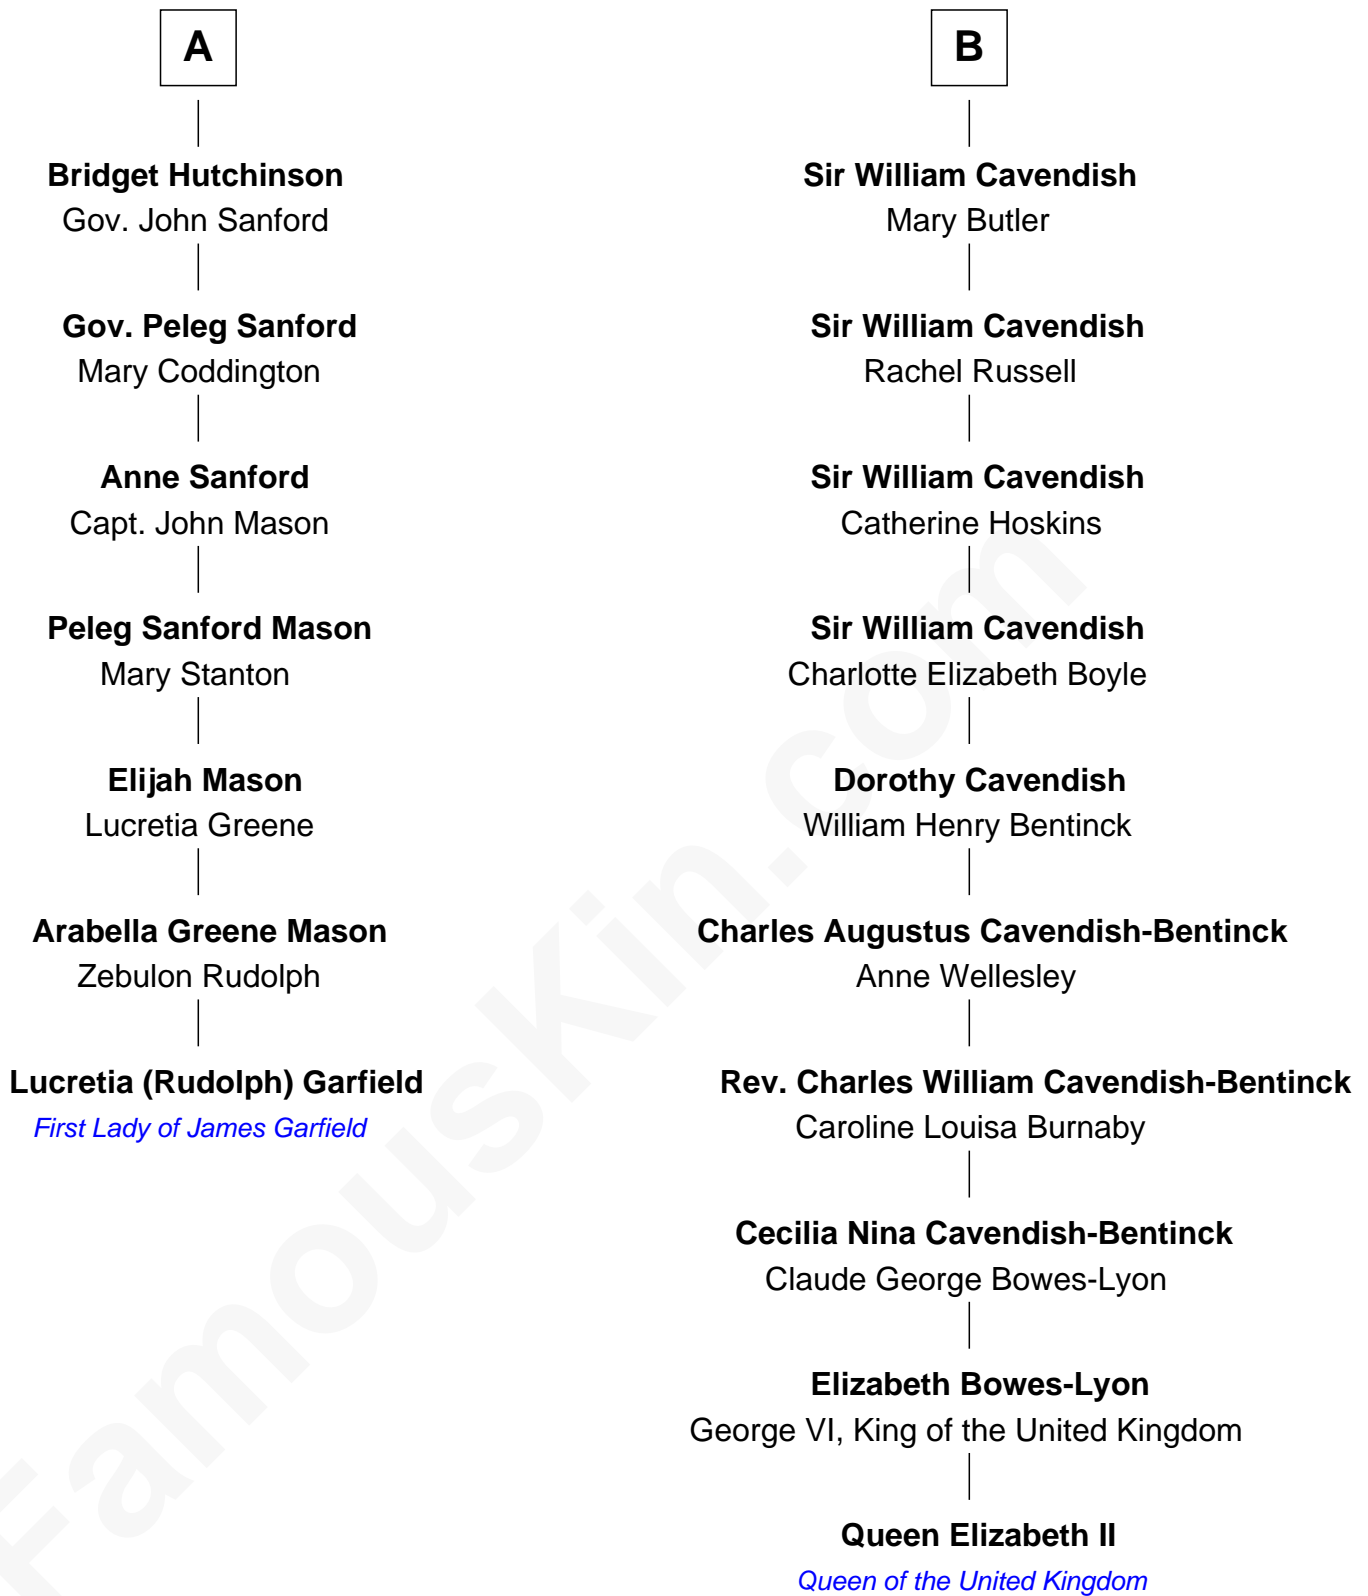 A
Bridget Hutchinson
Gov. John Sanford
Gov. Peleg Sanford
Mary Coddington
Anne Sanford
Capt. John Mason
Peleg Sanford Mason
Mary Stanton
Elijah Mason
Lucretia Greene
Arabella Greene Mason
Zebulon Rudolph
Lucretia (Rudolph) Garfield
First Lady of James Garfield
B
Sir William Cavendish
Mary Butler
Sir William Cavendish
Rachel Russell
Sir William Cavendish
Catherine Hoskins
Sir William Cavendish
Charlotte Elizabeth Boyle
Dorothy Cavendish
William Henry Bentinck
Charles Augustus Cavendish-Bentinck
Anne Wellesley
Rev. Charles William Cavendish-Bentinck
Caroline Louisa Burnaby
Cecilia Nina Cavendish-Bentinck
Claude George Bowes-Lyon
Elizabeth Bowes-Lyon
George VI, King of the United Kingdom
Queen Elizabeth II
Queen of the United Kingdom
FamousKin.com